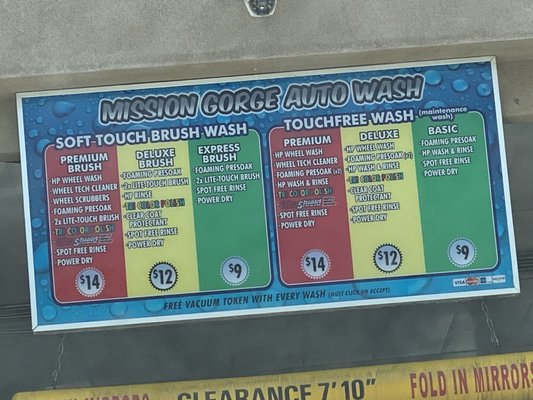 MISSION GORGE AUTO WASH
SOFT-TOUCH BRUSH WASH
PREMIUM
BRUSH
HP WHEEL WASH
WHEEL TECH CLEANER
WHEEL SCRUBBERS
FOAMING PRESOAK
2x LITE-TOUCH BRUSH
TRI COLOR POLISH
SPOT FREE RINSE
POWER DRY
$14
DELUXE
BRUSH
FOAMING PRESOAK
2x LITE-TOUCH BRUSH
HP RINSE
TRI COLOR POLISH
CLEAR COAT
PROTECTANT
SPOT FREE RINSE
POWER DRY
$12
EXPRESS
BRUSH
FOAMING PRESOAK
2x LITE-TOUCH BRUSH
SPOT FREE RINSE
POWER DRY
$9
TOUCHFREE WASH
(maintenance
wash)
PREMIUM
HP WHEEL WASH
WHEEL TECH CLEANER
FOAMING PRESOAK (x2)
HP WASH & RINSE
TRI COLOR POLISH
SPOT FREE RINSE
POWER DRY
$14
DELUXE
HP WHEEL WASH
FOAMING PRESOAK
HP WASH & RINSE
TRI COLOR POLISH
CLEAR COAT
PROTECTANT
SPOT FREE RINSE
POWER DRY
$12
BASIC
FOAMING PRESOAK
HP WASH & RINSE
SPOT FREE RINSE
POWER DRY
$9
FREE VACUUM TOKEN WITH EVERY WASH (MUST CLICK ON ACCEPT)
VISA
MIRRORS
CLEARANCE 7'10"
FOLD IN MIRRORS